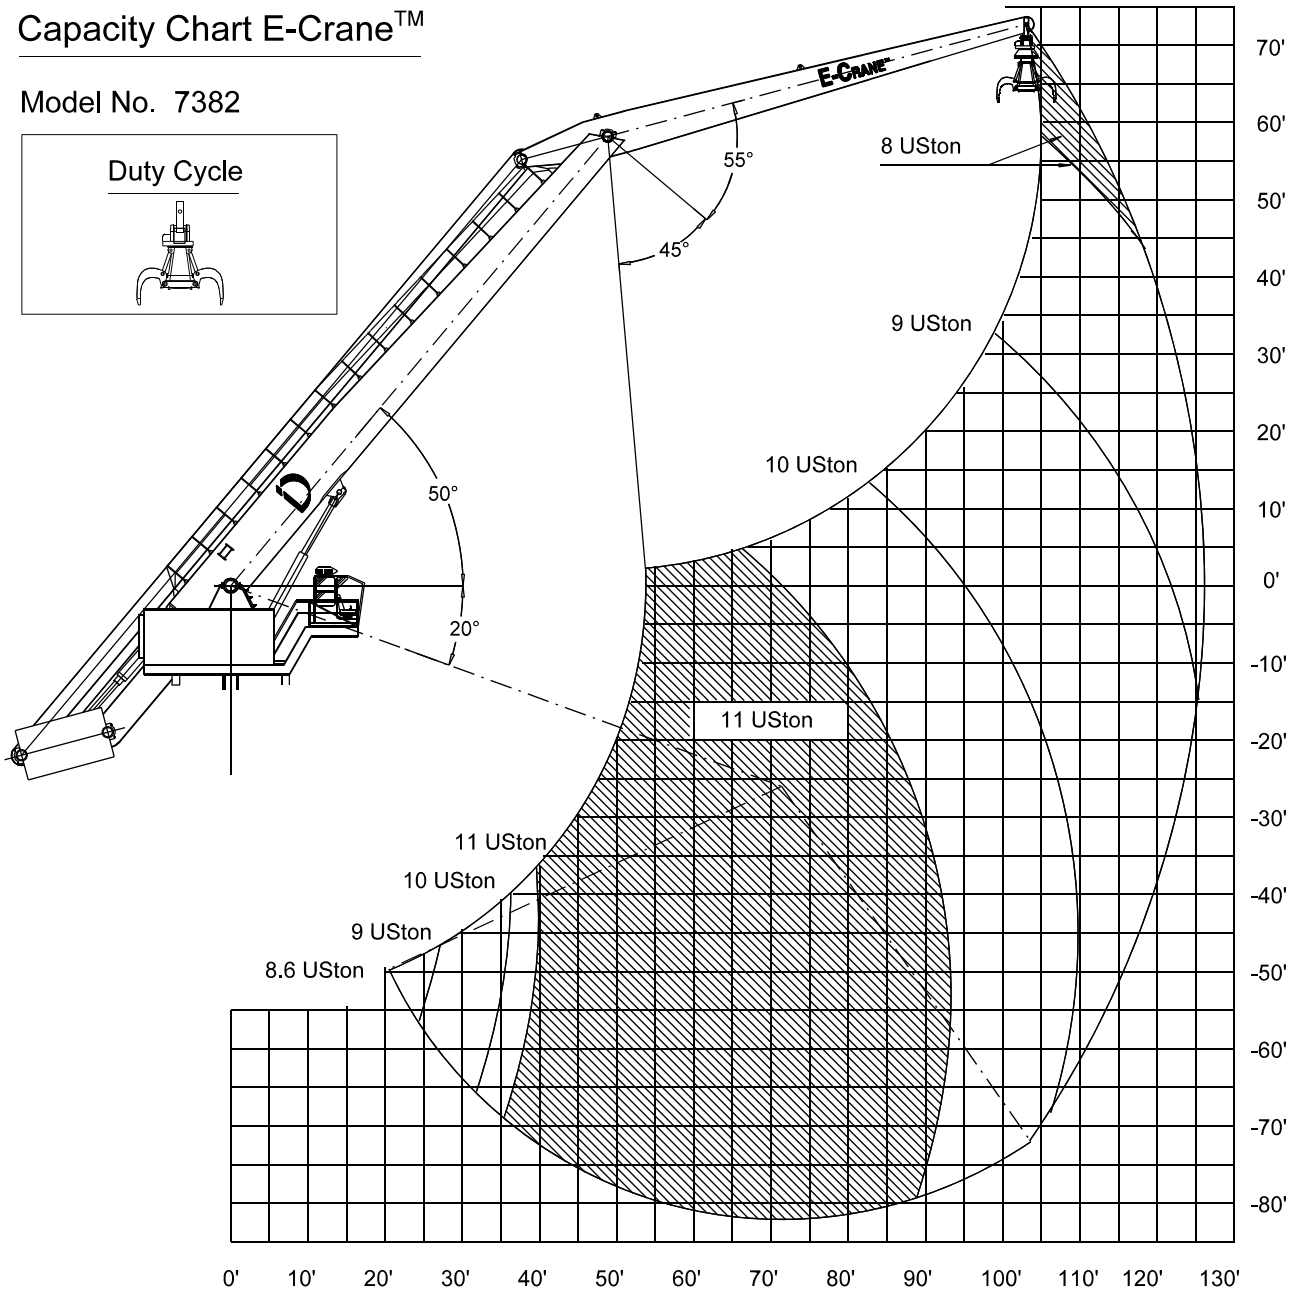 Capacity Chart E-Crane™
Model No. 7382
Duty Cycle
E-CRANE™
70'
60'
8 USton
55°
50'
45°
40'
9 USton
30'
20'
10 USton
50°
10'
0'
20°
-10'
11 USton
-20'
-30'
11 USton
10 USton
-40'
9 USton
8.6 USton
-50'
-60'
-70'
-80'
0' 10' 20' 30' 40' 50' 60' 70' 80' 90' 100' 110' 120' 130'